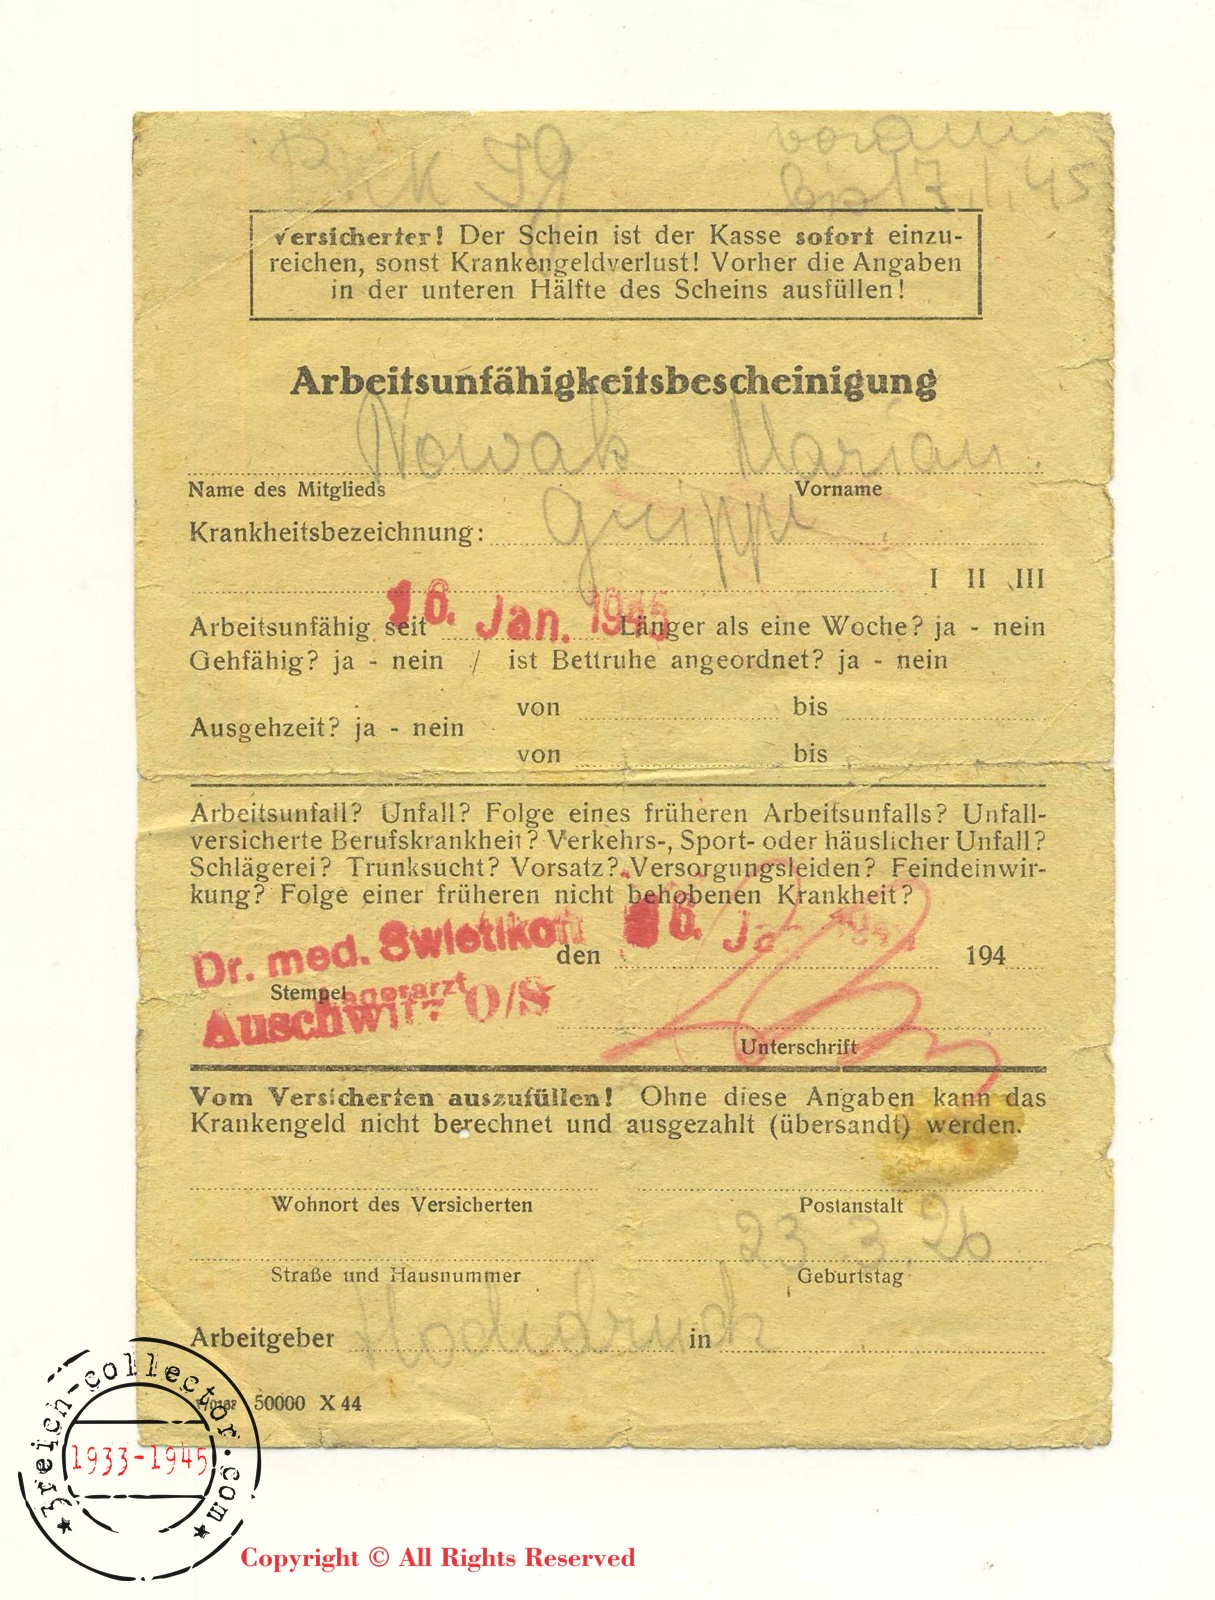 19
bis 17.1.45
Versicherter! Der Schein ist der Kasse sofort einzu-
reichen, sonst Krankengeldverlust! Vorher die Angaben
in der unteren Hälfte des Scheins ausfüllen!
Arbeitsunfähigkeitsbescheinigung
Nowak Marian.
Name des Mitglieds Vorname
Krankheitsbezeichnung: Grippe
I II III
Arbeitsunfähig seit 16. Jan. 1945 Länger als eine Woche? ja - nein
Gehfähig? ja - nein / ist Bettruhe angeordnet? ja - nein
von bis
Ausgehzeit? ja - nein
von bis
Arbeitsunfall? Unfall? Folge eines früheren Arbeitsunfalls? Unfall-
versicherte Berufskrankheit? Verkehrs-, Sport- oder häuslicher Unfall?
Schlägerei? Trunksucht? Vorsatz? Versorgungsleiden? Feindeinwir-
kung? Folge einer früheren nicht behobenen Krankheit?
Dr. med. Swietlikoff den 16. Jan. 194
Stempel Lagerarzt
Auschwitz O/S
Unterschrift
Vom Versicherten auszufüllen! Ohne diese Angaben kann das
Krankengeld nicht berechnet und ausgezahlt (übersandt) werden.
Wohnort des Versicherten Postanstalt
23.3.26
Straße und Hausnummer Geburtstag
Arbeitgeber Hochdruck in
50000 X 44
3reich-collector.com
1933-1945
Copyright © All Rights Reserved